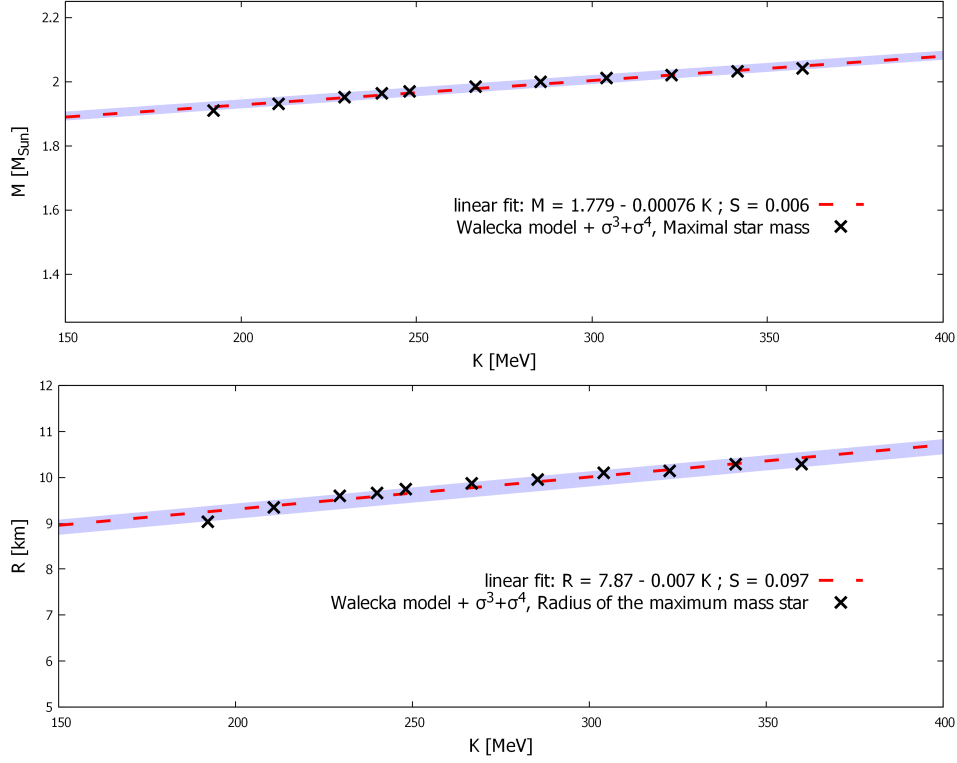 2.2
2
1.8
1.6
1.4
M [M_Sun]
linear fit: M = 1.779 - 0.00076 K ; S = 0.006
Walecka model + σ³+σ⁴, Maximal star mass
150 200 250 300 350 400
K [MeV]
12
11
10
9
8
7
6
5
R [km]
linear fit: R = 7.87 - 0.007 K ; S = 0.097
Walecka model + σ³+σ⁴, Radius of the maximum mass star
150 200 250 300 350 400
K [MeV]